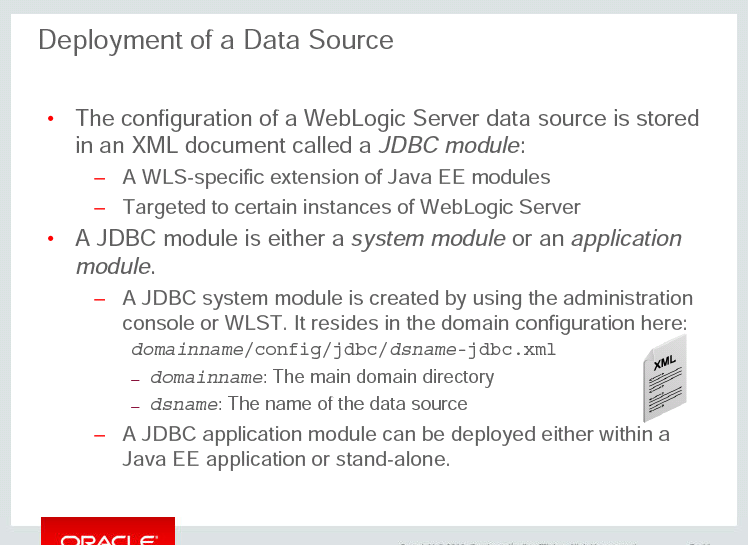 Deployment of a Data Source
• The configuration of a WebLogic Server data source is stored
in an XML document called a JDBC module:
– A WLS-specific extension of Java EE modules
– Targeted to certain instances of WebLogic Server
• A JDBC module is either a system module or an application
module.
– A JDBC system module is created by using the administration
console or WLST. It resides in the domain configuration here:
domainname/config/jdbc/dsname-jdbc.xml
XML
– domainname: The main domain directory
– dsname: The name of the data source
– A JDBC application module can be deployed either within a
Java EE application or stand-alone.
ORACLE